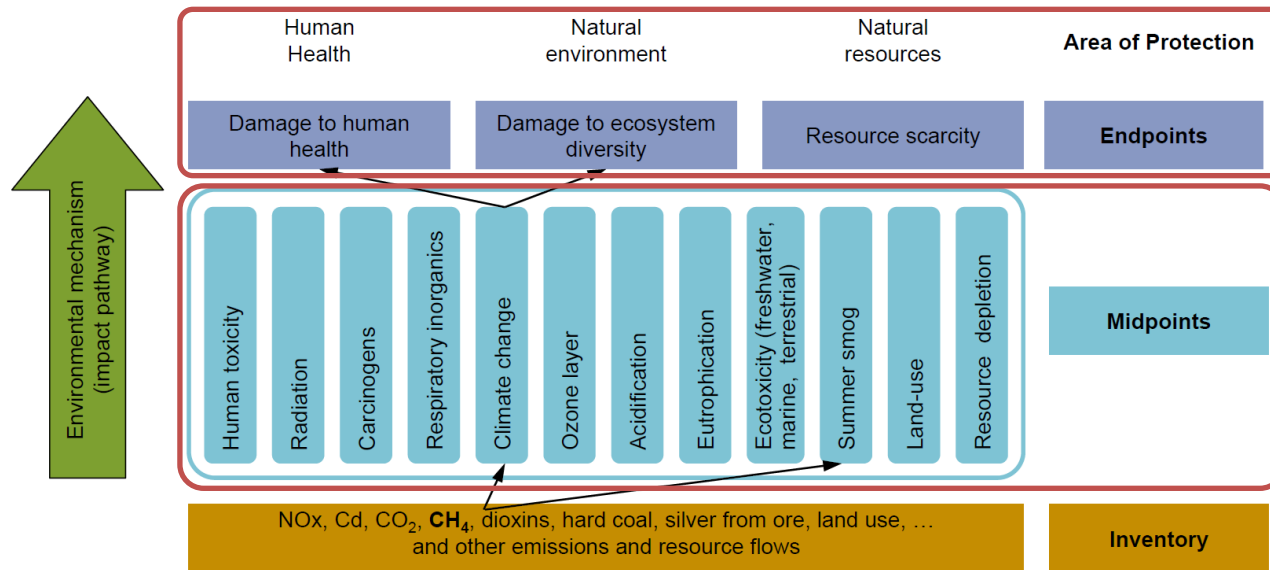 Human
Health
Natural
environment
Natural
resources
Area of Protection
Damage to human
health
Damage to ecosystem
diversity
Resource scarcity
Endpoints
Environmental mechanism
(impact pathway)
Human toxicity
Radiation
Carcinogens
Respiratory inorganics
Climate change
Ozone layer
Acidification
Eutrophication
Ecotoxicity (freshwater,
marine, terrestrial)
Summer smog
Land-use
Resource depletion
Midpoints
NOx, Cd, CO₂, CH₄, dioxins, hard coal, silver from ore, land use, …
and other emissions and resource flows
Inventory